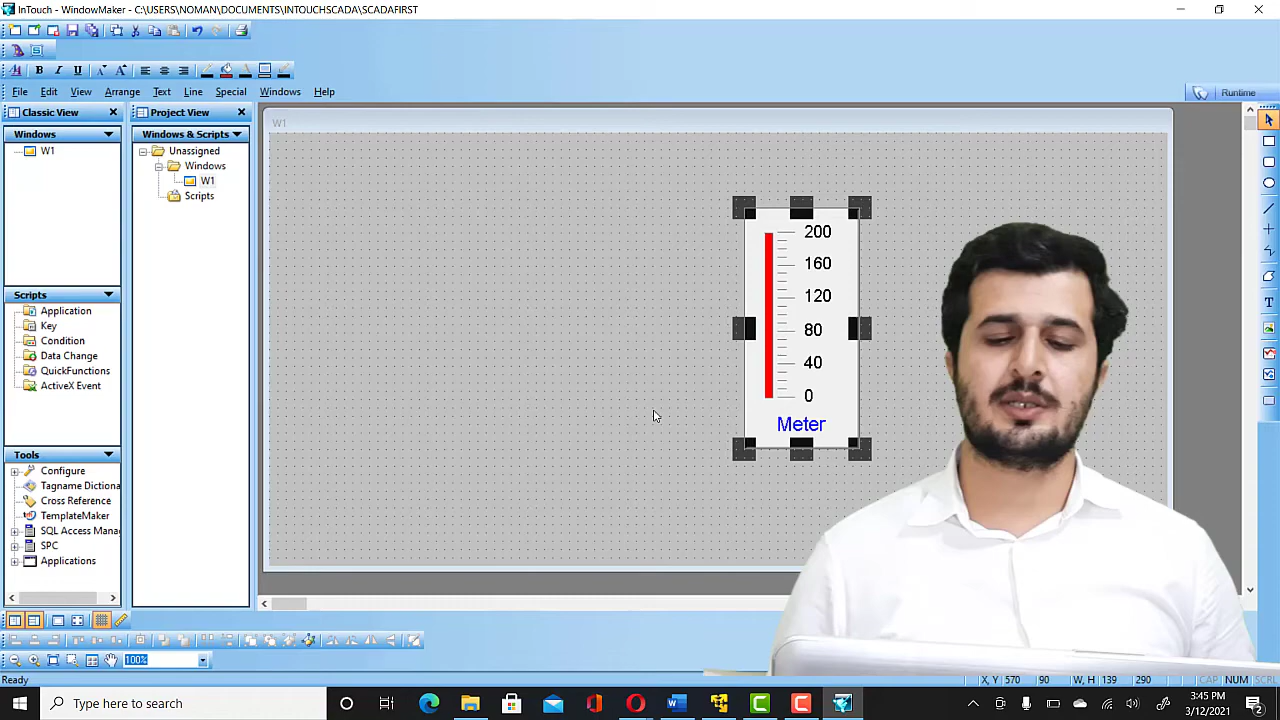 InTouch - WindowMaker - C:\USERS\NOMAN\DOCUMENTS\INTOUCHSCADA\SCADAFIRST
File Edit View Arrange Text Line Special Windows Help
Runtime
Classic View
Project View
W1
Windows
Windows & Scripts
W1
Unassigned
Windows
W1
Scripts
Scripts
Application
Key
Condition
Data Change
QuickFunctions
ActiveX Event
Tools
Configure
Tagname Dictiona
Cross Reference
TemplateMaker
SQL Access Mana
SPC
Applications
200
160
120
80
40
0
Meter
100%
Ready
X, Y 570 90 W, H 139 290 CAP NUM SCRL
Type here to search
3:45 PM
3/12/2021
2